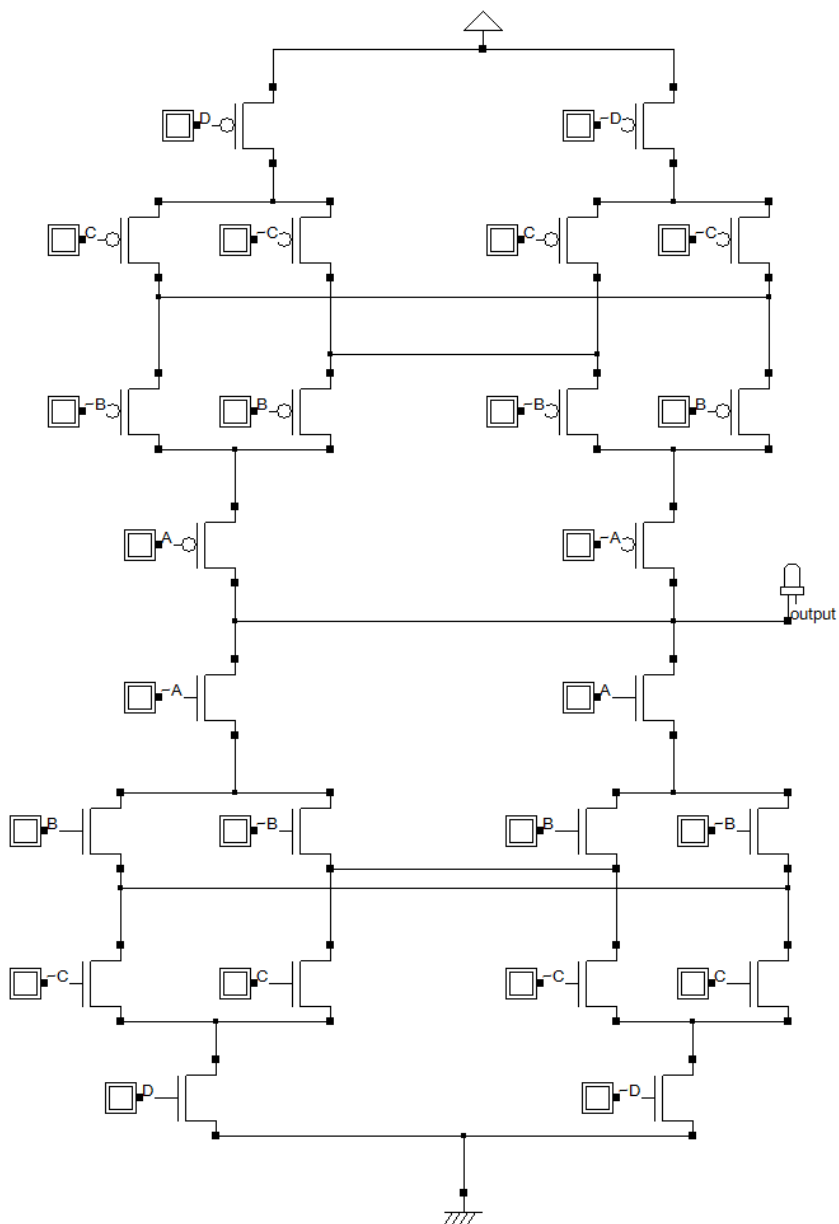 D ~D
C ~C C ~C
~B B ~B B
A ~A
output
~A A
B ~B B ~B
~C C ~C C
D ~D